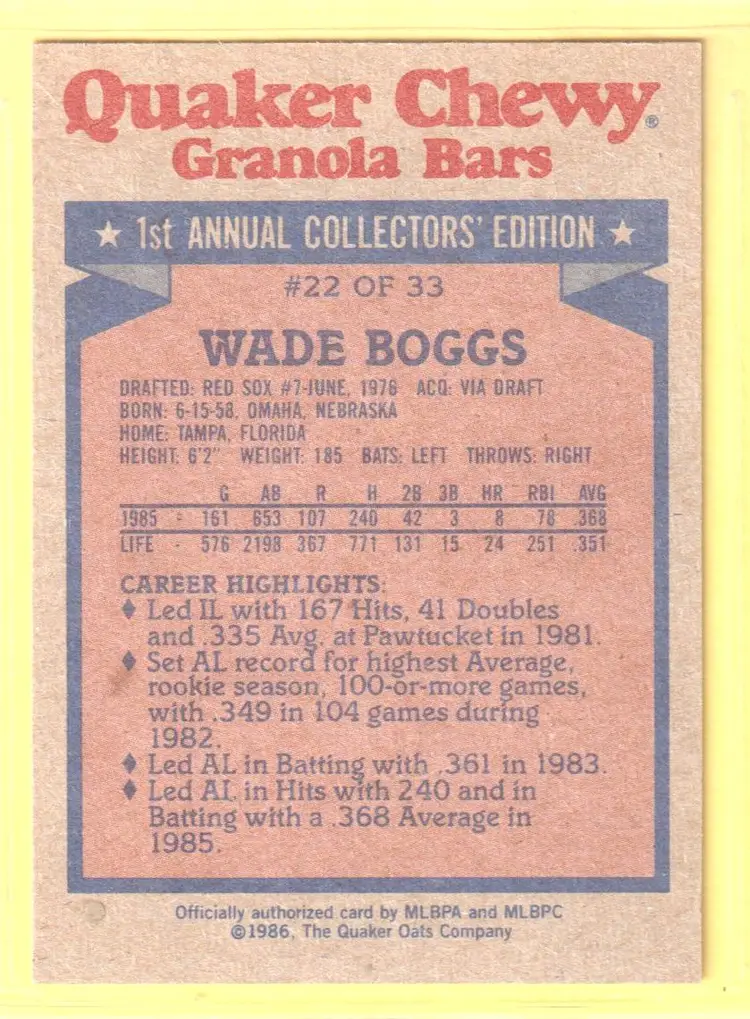 Quaker Chewy®
Granola Bars
★ 1st ANNUAL COLLECTORS' EDITION ★
#22 OF 33
WADE BOGGS
DRAFTED: RED SOX #7-JUNE, 1976 ACQ: VIA DRAFT
BORN: 6-15-58, OMAHA, NEBRASKA
HOME: TAMPA, FLORIDA
HEIGHT: 6'2" WEIGHT: 185 BATS: LEFT THROWS: RIGHT
G AB R H 2B 3B HR RBI AVG
1985 - 161 653 107 240 42 3 8 78 .368
LIFE - 576 2198 367 771 131 15 24 251 .351
CAREER HIGHLIGHTS:
♦ Led IL with 167 Hits, 41 Doubles
and .335 Avg. at Pawtucket in 1981.
♦ Set AL record for highest Average,
rookie season, 100-or-more games,
with .349 in 104 games during
1982.
♦ Led AL in Batting with .361 in 1983.
♦ Led AL in Hits with 240 and in
Batting with a .368 Average in
1985.
Officially authorized card by MLBPA and MLBPC
©1986, The Quaker Oats Company